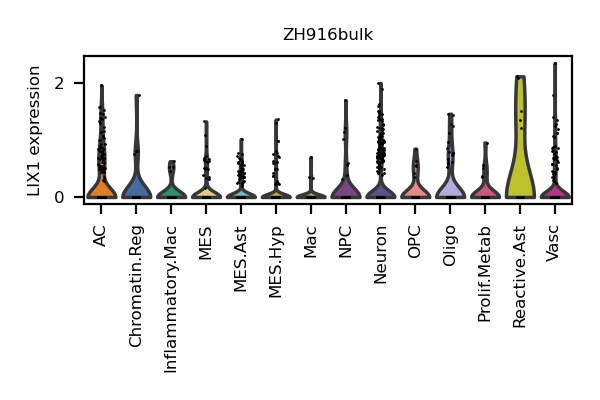 ZH916bulk
LIX1 expression
2
0
AC
Chromatin.Reg
Inflammatory.Mac
MES
MES.Ast
MES.Hyp
Mac
NPC
Neuron
OPC
Oligo
Prolif.Metab
Reactive.Ast
Vasc